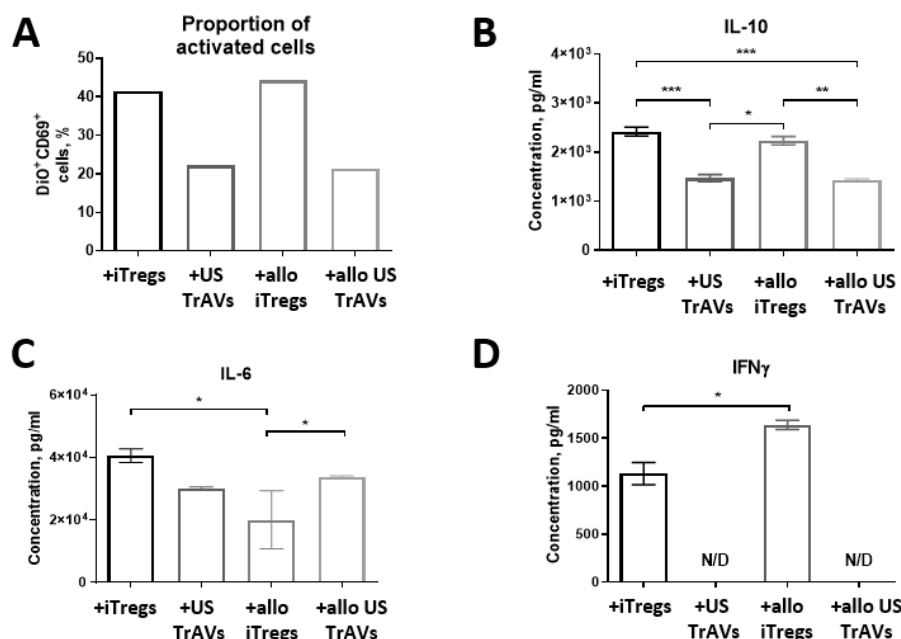 A
Proportion of
activated cells
DiO⁺CD69⁺
cells, %
50
40
30
20
10
0
+iTregs
+US
TrAVs
+allo
iTregs
+allo US
TrAVs
B
IL-10
Concentration, pg/ml
4×10³
3×10³
2×10³
1×10³
0
***
***
**
*
+iTregs
+US
TrAVs
+allo
iTregs
+allo US
TrAVs
C
IL-6
Concentration, pg/ml
6×10⁴
4×10⁴
2×10⁴
0
*
*
+iTregs
+US
TrAVs
+allo
iTregs
+allo US
TrAVs
D
IFNγ
Concentration, pg/ml
2000
1500
1000
500
0
*
N/D
N/D
+iTregs
+US
TrAVs
+allo
iTregs
+allo US
TrAVs